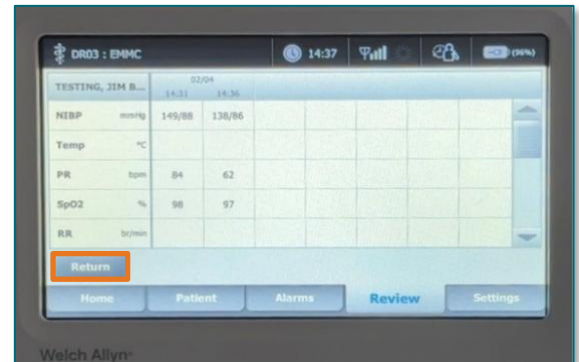 DR03 : EMMC 14:37 (96%)
TESTING, JIM B... 02/04
14:31 14:36
NIBP mmHg 149/88 138/86
Temp °C
PR bpm 84 62
SpO2 % 98 97
RR br/min
Return
Home Patient Alarms Review Settings
Welch Allyn